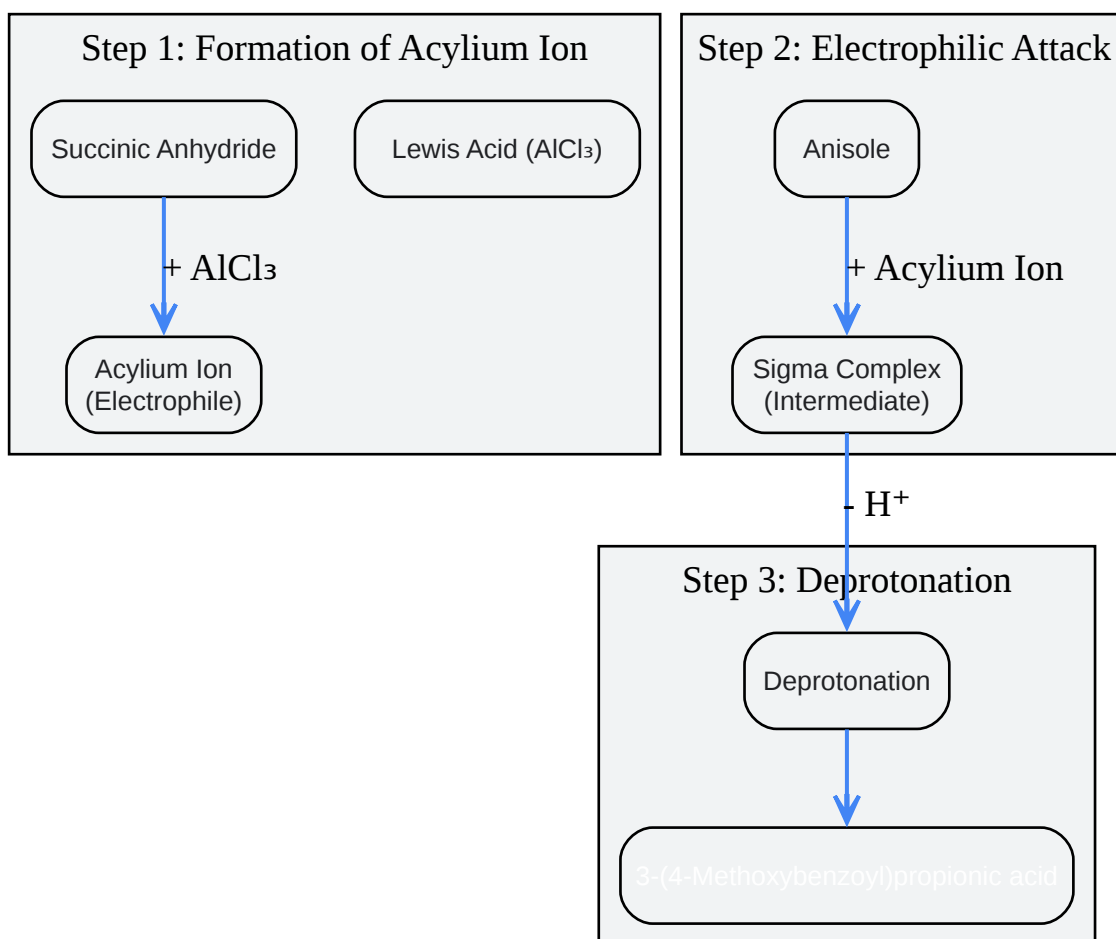 Step 1: Formation of Acylium Ion
Succinic Anhydride
Lewis Acid (AlCl₃)
+ AlCl₃
Acylium Ion
(Electrophile)
Step 2: Electrophilic Attack
Anisole
+ Acylium Ion
Sigma Complex
(Intermediate)
- H⁺
Step 3: Deprotonation
Deprotonation
3-(4-Methoxybenzoyl)propionic acid